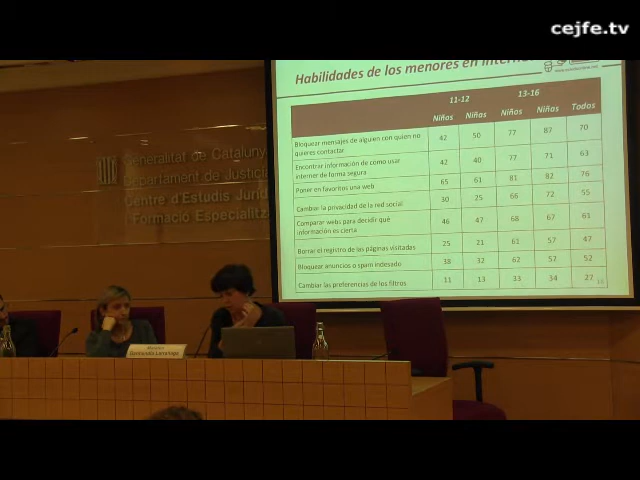 cejfe.tv
Habilidades de los menores en internet
11-12 13-16
Niños Niñas Niños Niñas Todos
Bloquear mensajes de alguien con quien no
quieres contactar 42 50 77 87 70
Encontrar información de como usar
internet de forma segura 42 40 77 71 63
Poner en favoritos una web 65 61 81 82 76
Cambiar la privacidad de la red social 30 25 66 72 55
Comparar webs para decidir qué
información es cierta 46 47 68 67 61
Borrar el registro de las páginas visitadas 25 21 61 57 47
Bloquear anuncios o spam indeseado 38 32 62 57 52
Cambiar las preferencias de los filtros 11 13 33 34 27
Generalitat de Catalunya
Departament de Justícia
Centre d'Estudis Jurí
i Formació Especialitz